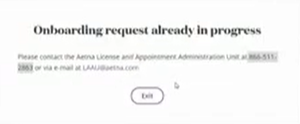 Onboarding request already in progress
Please contact the Aetna License and Appointment Administration Unit at 866-511-
2863 or via e-mail at LAAU@aetna.com
Exit